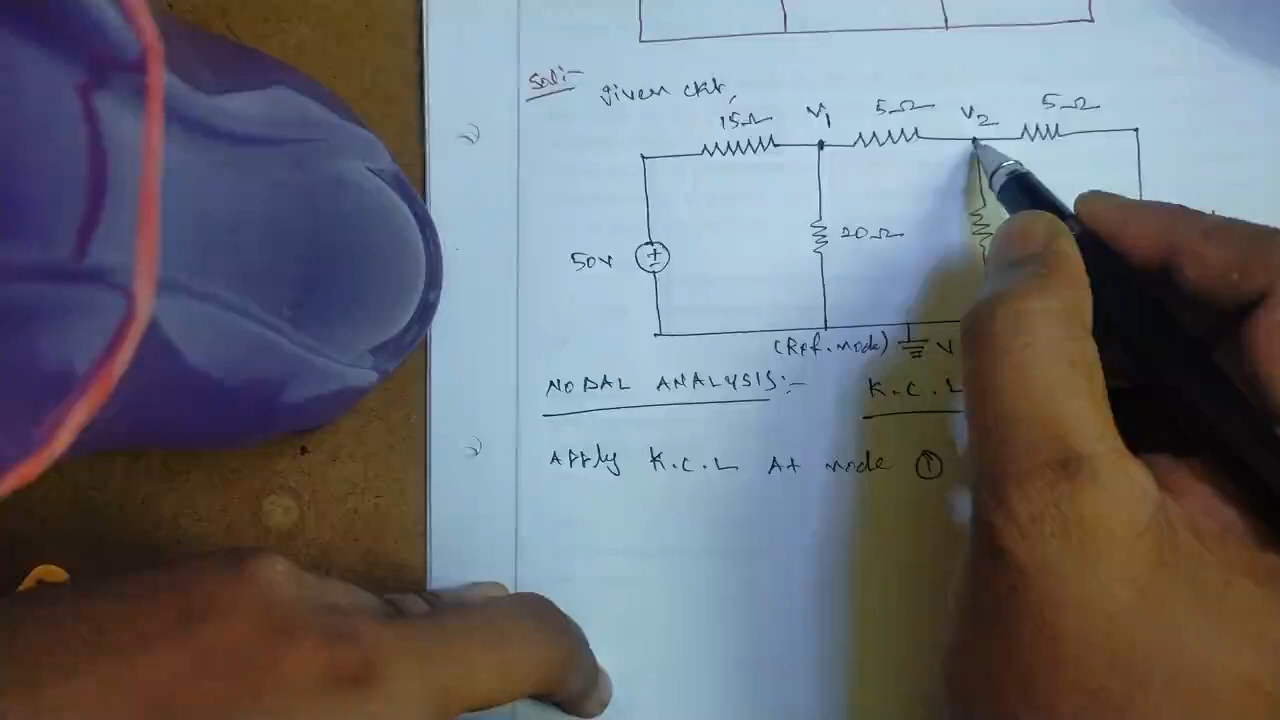 Sol:-
given ckt,
15Ω V1 5Ω V2 5Ω
20Ω
50V
(Ref. node) V
NODAL ANALYSIS:- K.C.L
Apply K.C.L At node ①